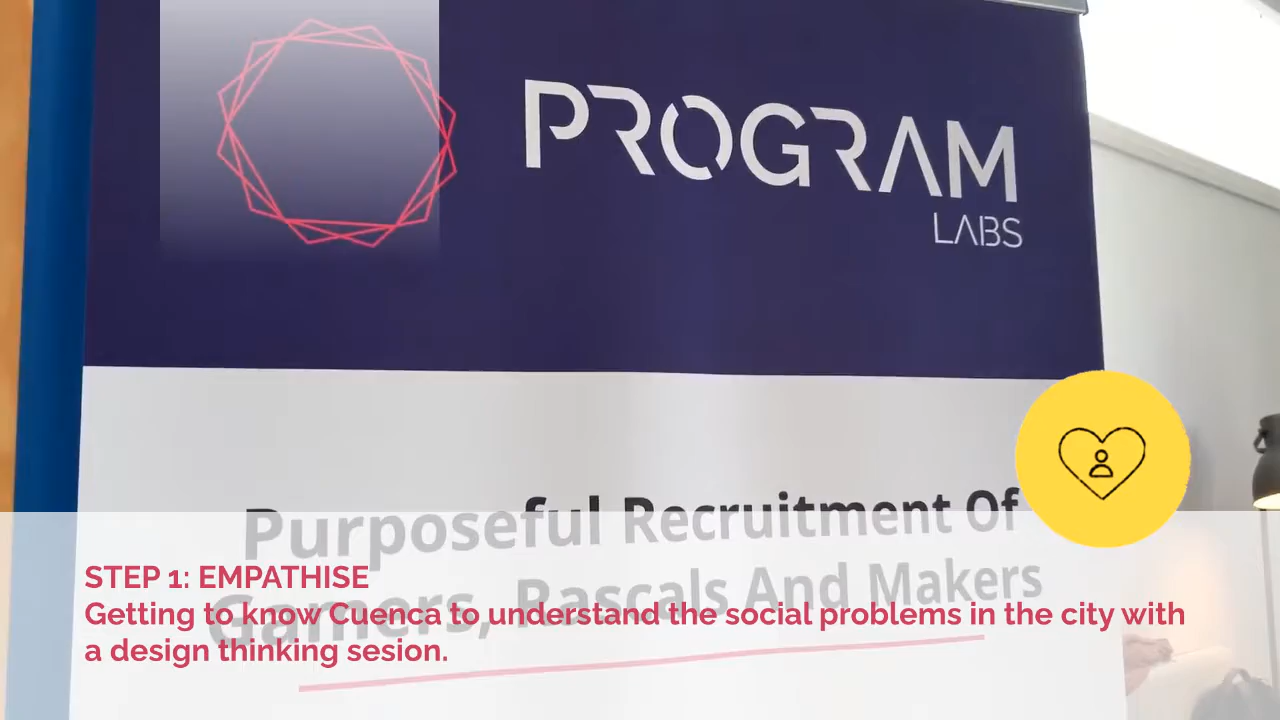 PROGRAM
LABS
Purposeful Recruitment Of
Gamers, Rascals And Makers
STEP 1: EMPATHISE
Getting to know Cuenca to understand the social problems in the city with
a design thinking sesion.